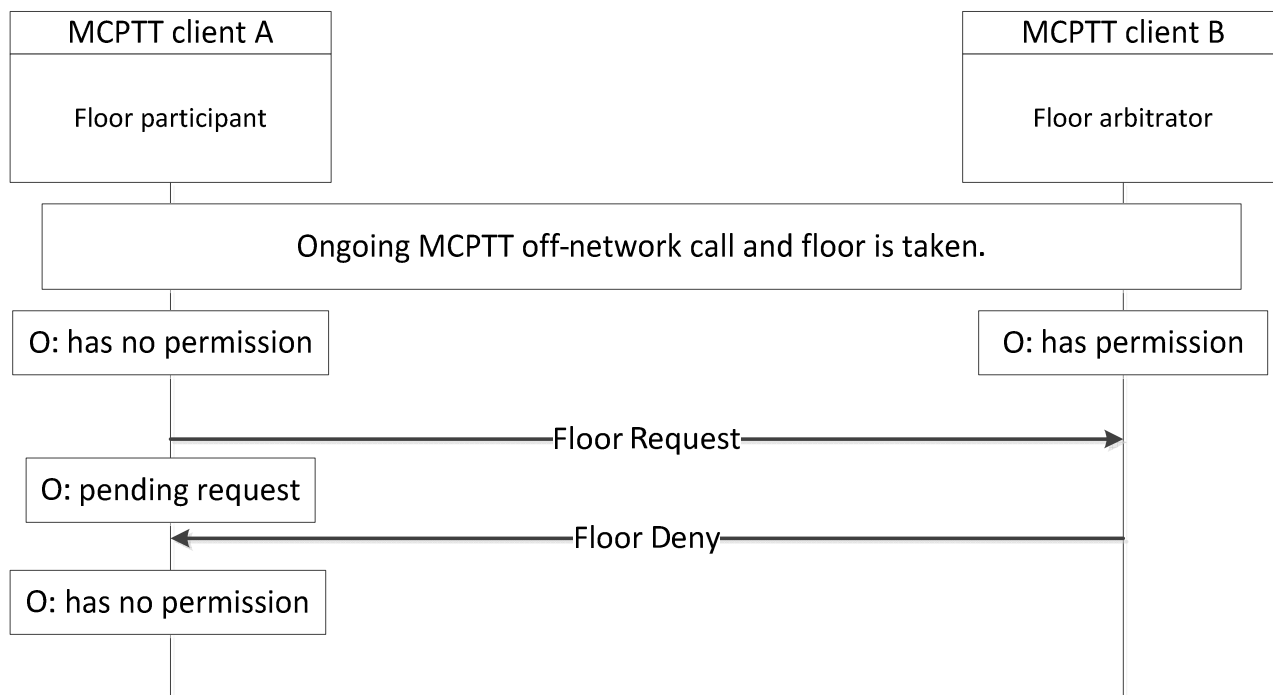 MCPTT client A
MCPTT client B
Floor participant
Floor arbitrator
Ongoing MCPTT off-network call and floor is taken.
O: has no permission
O: has permission
Floor Request
O: pending request
Floor Deny
O: has no permission